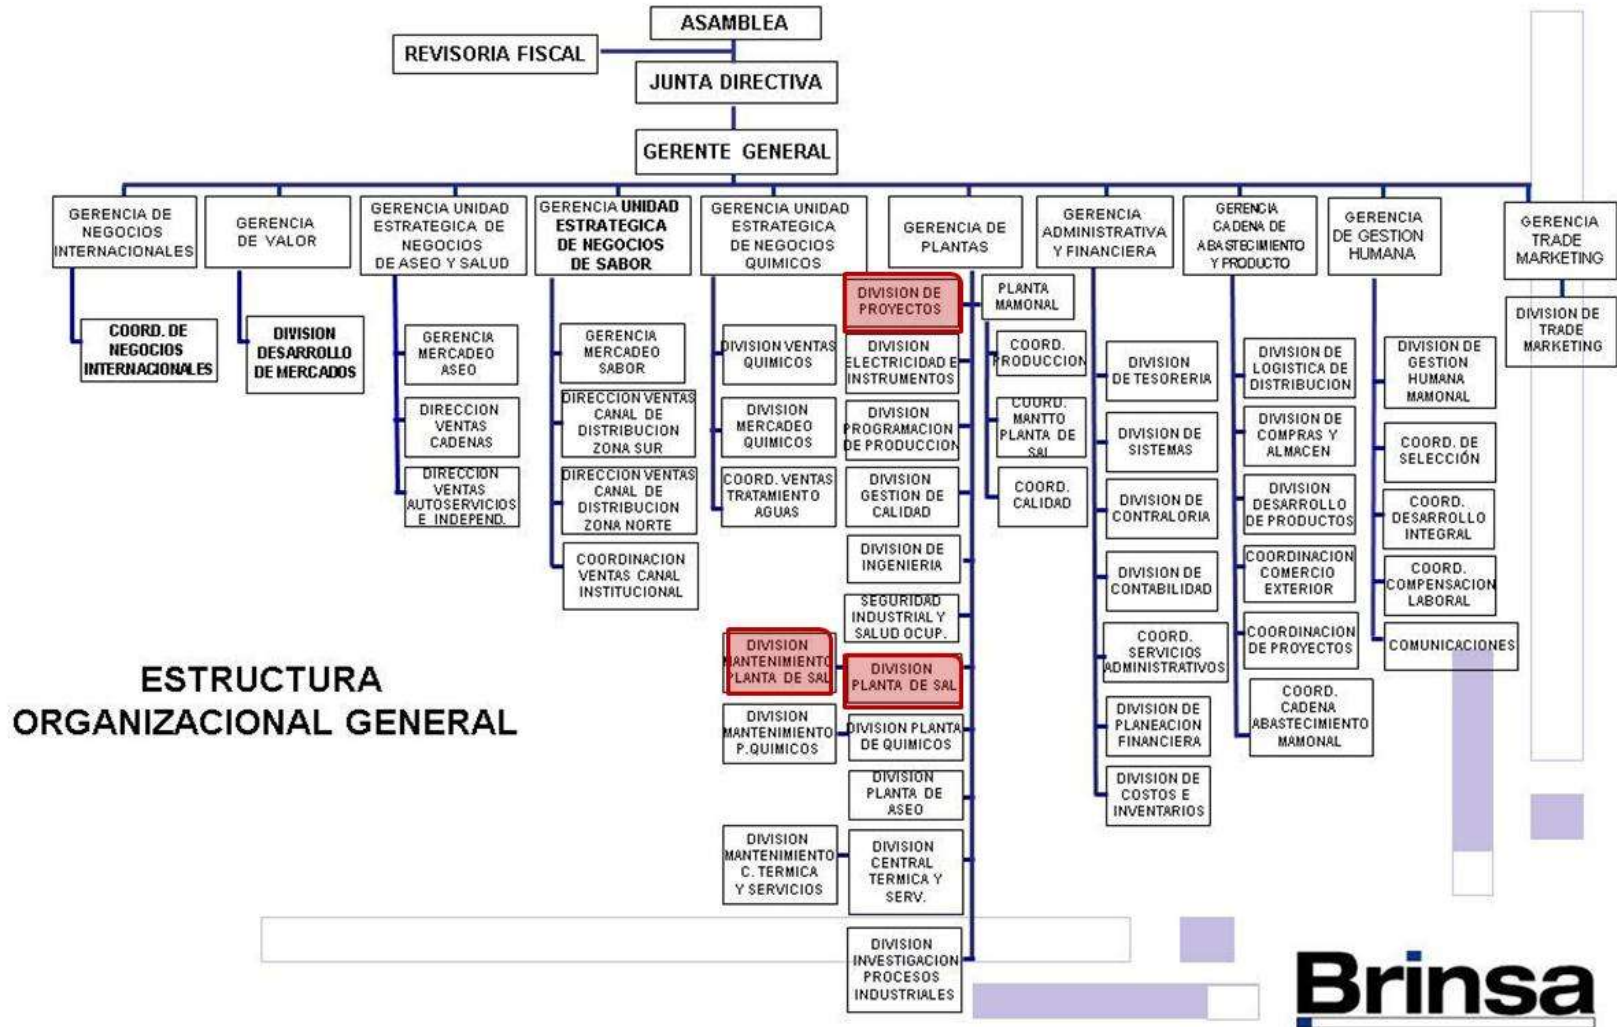 ASAMBLEA
REVISORIA FISCAL
JUNTA DIRECTIVA
GERENTE GENERAL
GERENCIA DE
NEGOCIOS
INTERNACIONALES
COORD. DE
NEGOCIOS
INTERNACIONALES
GERENCIA
DE VALOR
DIVISION
DESARROLLO
DE MERCADOS
GERENCIA UNIDAD
ESTRATEGICA DE
NEGOCIOS
DE ASEO Y SALUD
GERENCIA
MERCADEO
ASEO
DIRECCION
VENTAS
CADENAS
DIRECCION
VENTAS
AUTOSERVICIOS
E INDEPEND.
GERENCIA UNIDAD
ESTRATEGICA
DE NEGOCIOS
DE SABOR
GERENCIA
MERCADEO
SABOR
DIRECCION VENTAS
CANAL DE
DISTRIBUCION
ZONA SUR
DIRECCION VENTAS
CANAL DE
DISTRIBUCION
ZONA NORTE
COORDINACION
VENTAS CANAL
INSTITUCIONAL
GERENCIA UNIDAD
ESTRATEGICA
DE NEGOCIOS
QUIMICOS
DIVISION VENTAS
QUIMICOS
DIVISION
MERCADEO
QUIMICOS
COORD. VENTAS
TRATAMIENTO
AGUAS
GERENCIA DE
PLANTAS
DIVISION DE
PROYECTOS
DIVISION
ELECTRICIDAD E
INSTRUMENTOS
DIVISION
PROGRAMACION
DE PRODUCCION
DIVISION
GESTION DE
CALIDAD
DIVISION DE
INGENIERIA
SEGURIDAD
INDUSTRIAL Y
SALUD OCUP.
DIVISION
MANTENIMIENTO
PLANTA DE SAL
DIVISION
PLANTA DE SAL
DIVISION
MANTENIMIENTO
P.QUIMICOS
DIVISION PLANTA
DE QUIMICOS
DIVISION
PLANTA DE
ASEO
DIVISION
MANTENIMIENTO
C. TERMICA
Y SERVICIOS
DIVISION
CENTRAL
TERMICA Y
SERV.
DIVISION
INVESTIGACION
PROCESOS
INDUSTRIALES
PLANTA
MAMONAL
COORD.
PRODUCCION
COORD.
MANTTO
PLANTA DE
SAL
COORD.
CALIDAD
GERENCIA
ADMINISTRATIVA
Y FINANCIERA
DIVISION
DE TESORERIA
DIVISION DE
SISTEMAS
DIVISION DE
CONTRALORIA
DIVISION DE
CONTABILIDAD
COORD.
SERVICIOS
ADMINISTRATIVOS
DIVISION
DE PLANEACION
FINANCIERA
DIVISION DE
COSTOS E
INVENTARIOS
GERENCIA
CADENA DE
ABASTECIMIENTO
Y PRODUCTO
DIVISION DE
LOGISTICA DE
DISTRIBUCION
DIVISION DE
COMPRAS Y
ALMACEN
DIVISION
DESARROLLO
DE PRODUCTOS
COORDINACION
COMERCIO
EXTERIOR
COORDINACION
DE PROYECTOS
COORD.
CADENA
ABASTECIMIENTO
MAMONAL
GERENCIA
DE GESTION
HUMANA
DIVISION DE
GESTION
HUMANA
MAMONAL
COORD. DE
SELECCIÓN
COORD.
DESARROLLO
INTEGRAL
COORD.
COMPENSACION
LABORAL
COMUNICACIONES
GERENCIA
TRADE
MARKETING
DIVISION DE
TRADE
MARKETING
ESTRUCTURA
ORGANIZACIONAL GENERAL
Brinsa